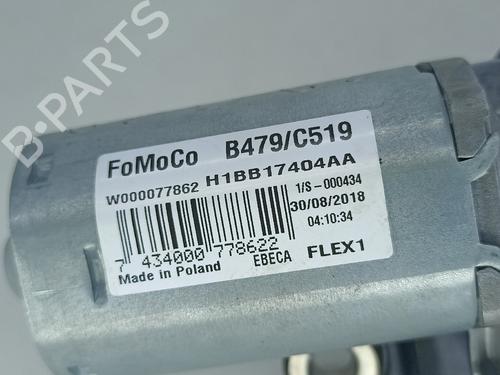 B-PARTS
FoMoCo B479/C519
W000077862 H1BB17404AA
1/S-000434
30/08/2018
04:10:34
7 434000 778622
Made in Poland EBECA FLEX1